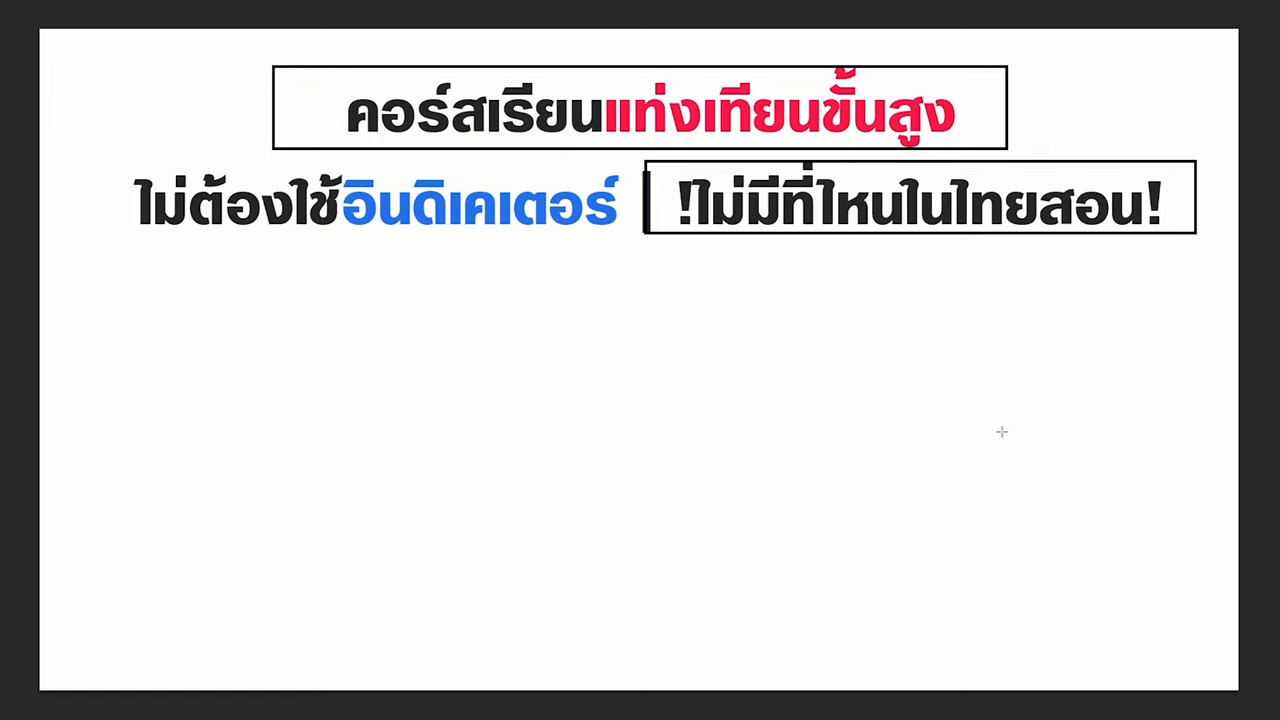 คอร์สเรียนแท่งเทียนขั้นสูง
ไม่ต้องใช้อินดิเคเตอร์ !ไม่มีที่ไหนในไทยสอน!